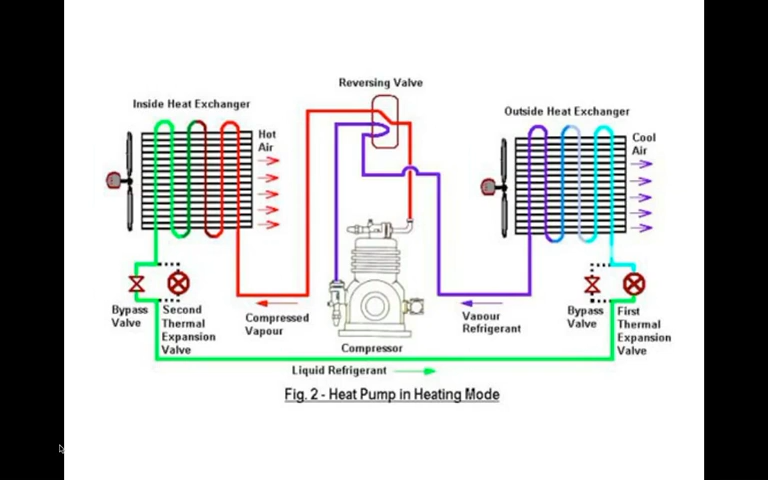 Reversing Valve
Inside Heat Exchanger
Outside Heat Exchanger
Hot
Air
Cool
Air
Bypass
Valve
Second
Thermal
Expansion
Valve
Compressed
Vapour
Compressor
Vapour
Refrigerant
Bypass
Valve
First
Thermal
Expansion
Valve
Liquid Refrigerant
Fig. 2 - Heat Pump in Heating Mode